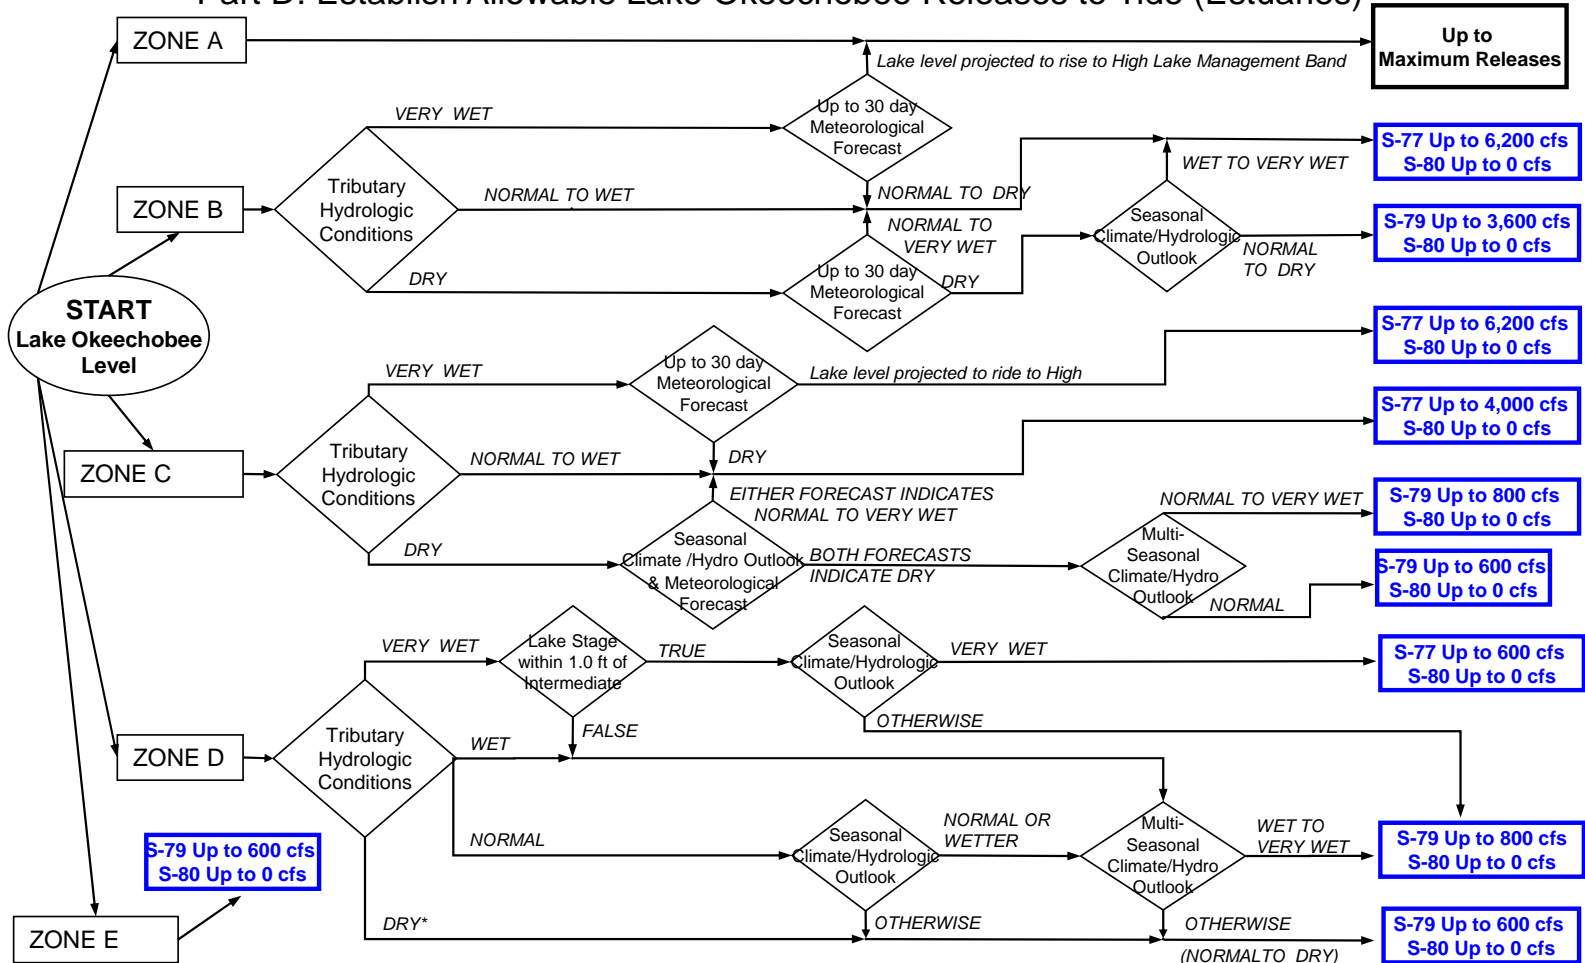 Part D: Establish Allowable Lake Okeechobee Releases to Tide (Estuaries)
ZONE A
Up to
Maximum Releases
Lake level projected to rise to High Lake Management Band
VERY WET
Up to 30 day
Meteorological
Forecast
S-77 Up to 6,200 cfs
S-80 Up to 0 cfs
WET TO VERY WET
ZONE B
Tributary
Hydrologic
Conditions
NORMAL TO WET
NORMAL TO DRY
NORMAL TO
VERY WET
Seasonal
Climate/Hydrologic
Outlook
S-79 Up to 3,600 cfs
S-80 Up to 0 cfs
NORMAL
TO DRY
DRY
Up to 30 day
Meteorological
Forecast
DRY
START
Lake Okeechobee
Level
S-77 Up to 6,200 cfs
S-80 Up to 0 cfs
VERY WET
Up to 30 day
Meteorological
Forecast
Lake level projected to ride to High
S-77 Up to 4,000 cfs
S-80 Up to 0 cfs
ZONE C
Tributary
Hydrologic
Conditions
NORMAL TO WET
DRY
EITHER FORECAST INDICATES
NORMAL TO VERY WET
NORMAL TO VERY WET
S-79 Up to 800 cfs
S-80 Up to 0 cfs
DRY
Seasonal
Climate /Hydro Outlook
& Meteorological
Forecast
BOTH FORECASTS
INDICATE DRY
Multi-
Seasonal
Climate/Hydro
Outlook
S-79 Up to 600 cfs
S-80 Up to 0 cfs
NORMAL
VERY WET
Lake Stage
within 1.0 ft of
Intermediate
TRUE
Seasonal
Climate/Hydrologic
Outlook
VERY WET
S-77 Up to 600 cfs
S-80 Up to 0 cfs
OTHERWISE
FALSE
ZONE D
Tributary
Hydrologic
Conditions
WET
NORMAL
Seasonal
Climate/Hydrologic
Outlook
NORMAL OR
WETTER
Multi-
Seasonal
Climate/Hydro
Outlook
WET TO
VERY WET
S-79 Up to 800 cfs
S-80 Up to 0 cfs
S-79 Up to 600 cfs
S-80 Up to 0 cfs
ZONE E
DRY*
OTHERWISE
OTHERWISE
(NORMALTO DRY)
S-79 Up to 600 cfs
S-80 Up to 0 cfs